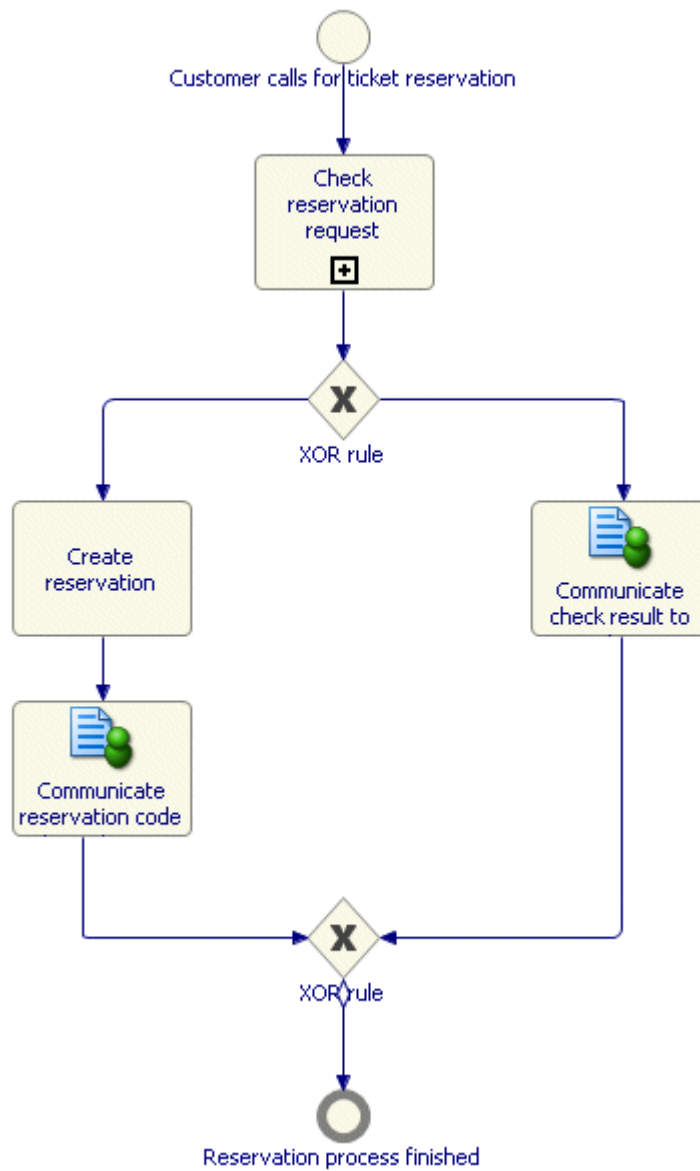 Customer calls for ticket reservation
Check
reservation
request
XOR rule
Create
reservation
Communicate
check result to
Communicate
reservation code
XOR rule
Reservation process finished